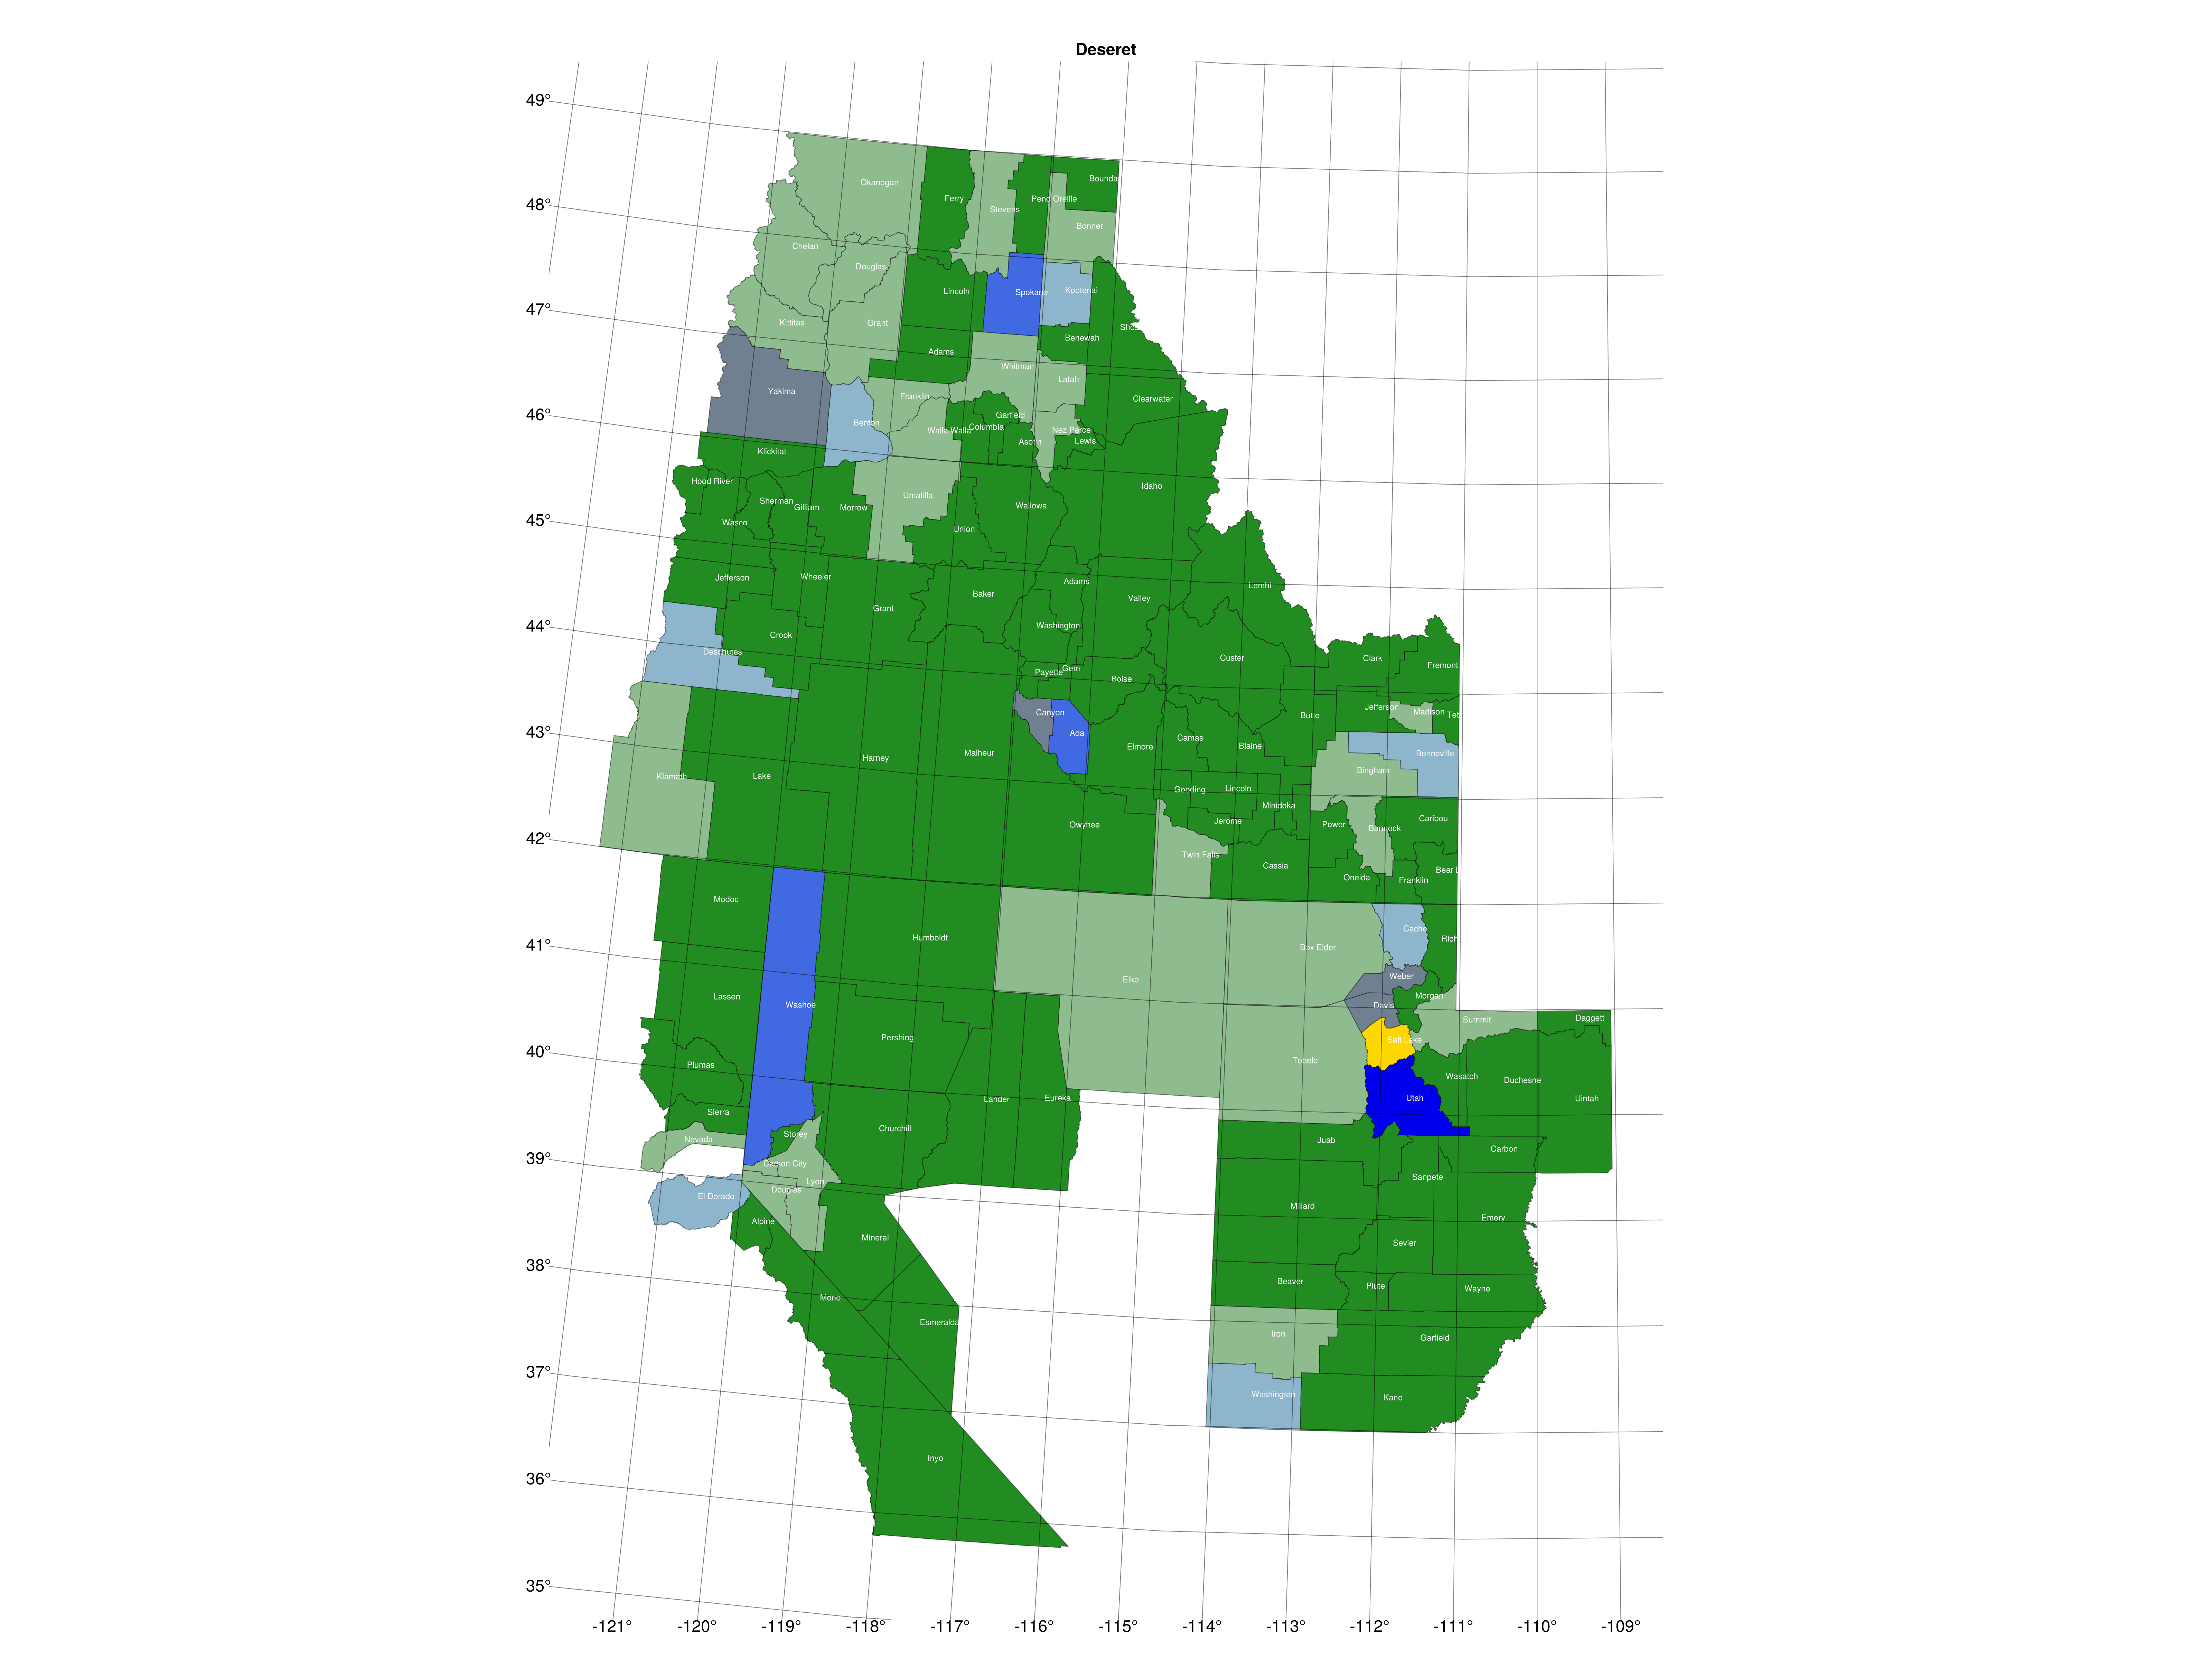 Deseret
49°
48°
47°
46°
45°
44°
43°
42°
41°
40°
39°
38°
37°
36°
35°
Okanogan
Ferry
Stevens
Pend Oreille
Bounda
Bonner
Chelan
Douglas
Lincoln
Spokane
Kootenai
Kittitas
Grant
Sho
Adams
Benewah
Whitman
Latah
Yakima
Franklin
Clearwater
Benton
Garfield
Walla Walla
Columbia
Nez Perce
Asotin
Lewis
Klickitat
Hood River
Idaho
Umatilla
Sherman
Gilliam
Morrow
Wallowa
Wasco
Union
Jefferson
Wheeler
Adams
Lemhi
Baker
Valley
Grant
Washington
Crook
Deschutes
Custer
Clark
Fremont
Payette
Gem
Boise
Canyon
Ada
Butte
Jefferson
Madison
Tet
Elmore
Camas
Blaine
Bonneville
Harney
Malheur
Klamath
Lake
Bingham
Gooding
Lincoln
Minidoka
Owyhee
Jerome
Power
Bannock
Caribou
Twin Falls
Cassia
Oneida
Franklin
Bear L
Modoc
Humboldt
Box Elder
Cache
Rich
Elko
Weber
Lassen
Washoe
Davis
Morgan
Summit
Daggett
Pershing
Salt Lake
Plumas
Tooele
Wasatch
Duchesne
Sierra
Lander
Eureka
Utah
Uintah
Nevada
Storey
Churchill
Juab
Carbon
Carson City
Lyon
Douglas
Sanpete
El Dorado
Alpine
Mineral
Millard
Emery
Sevier
Mono
Beaver
Piute
Wayne
Esmeralda
Iron
Garfield
Washington
Kane
Inyo
-121°
-120°
-119°
-118°
-117°
-116°
-115°
-114°
-113°
-112°
-111°
-110°
-109°